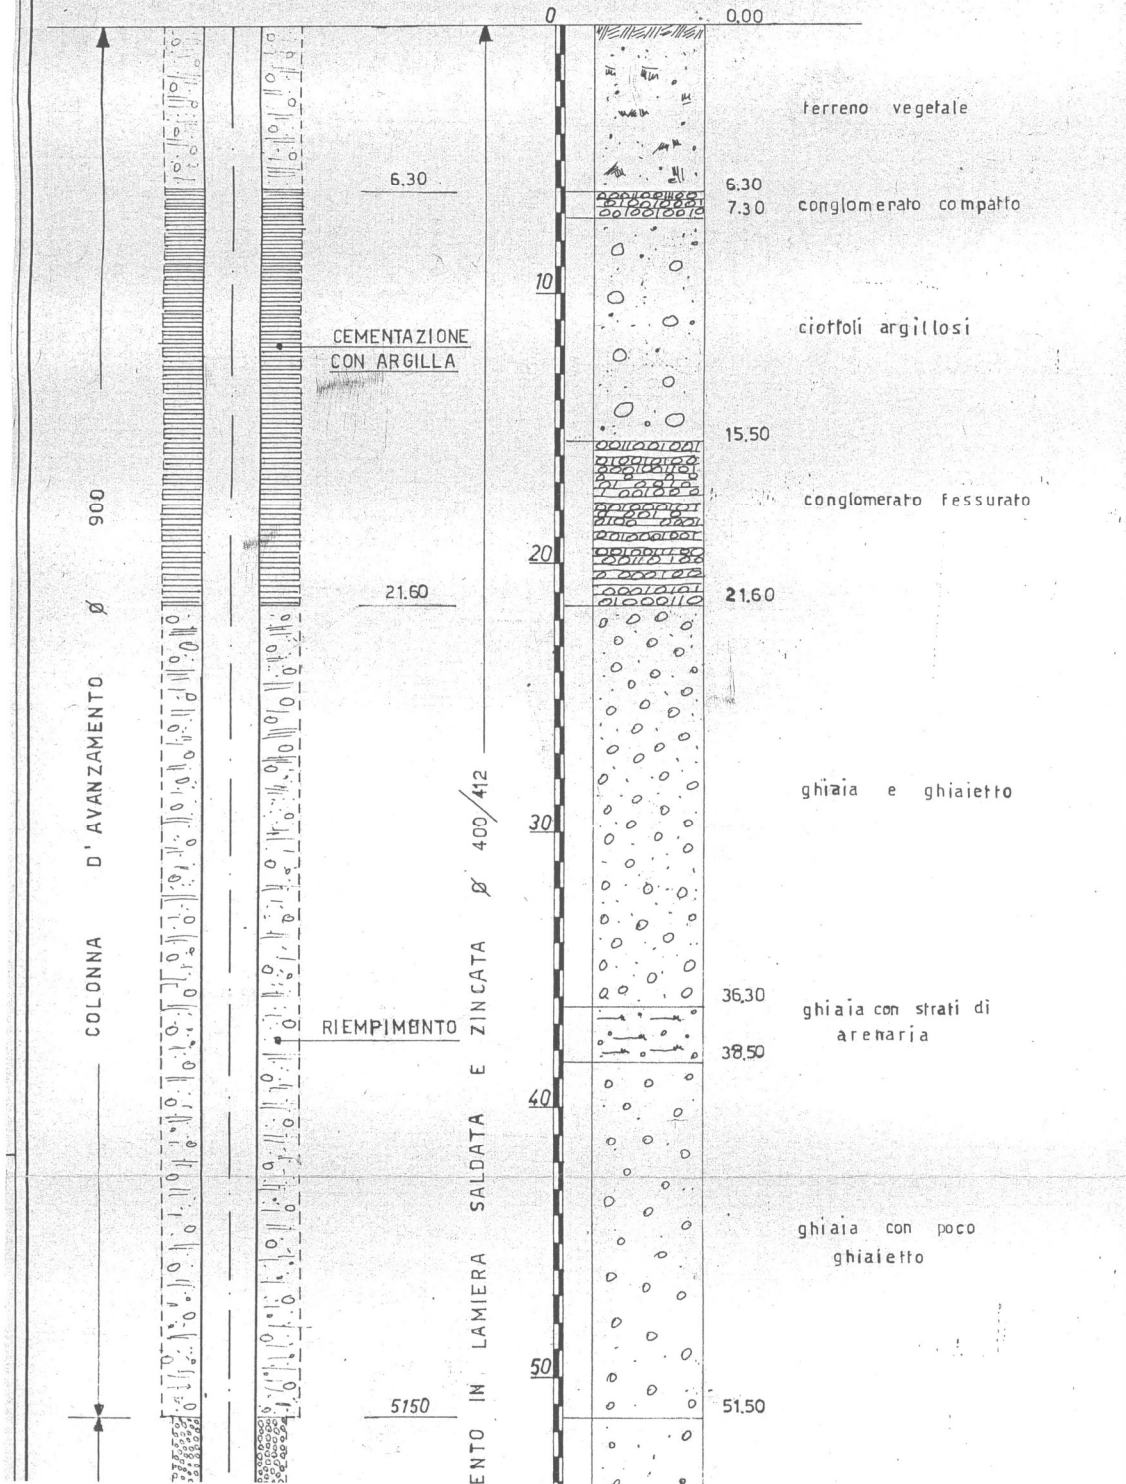 0
0.00
terreno vegetale
6.30
6.30
7.30
conglomerato compatto
10
CEMENTAZIONE
CON ARGILLA
ciottoli argillosi
15.50
conglomerato fessurato
COLONNA D'AVANZAMENTO Ø 900
20
21.60
21.60
ghiaia e ghiaietto
30
ENTO IN LAMIERA SALDATA E ZINCATA Ø 400/412
36.30
ghiaia con strati di
arenaria
RIEMPIMENTO
38.50
40
ghiaia con poco
ghiaietto
50
5150
51.50